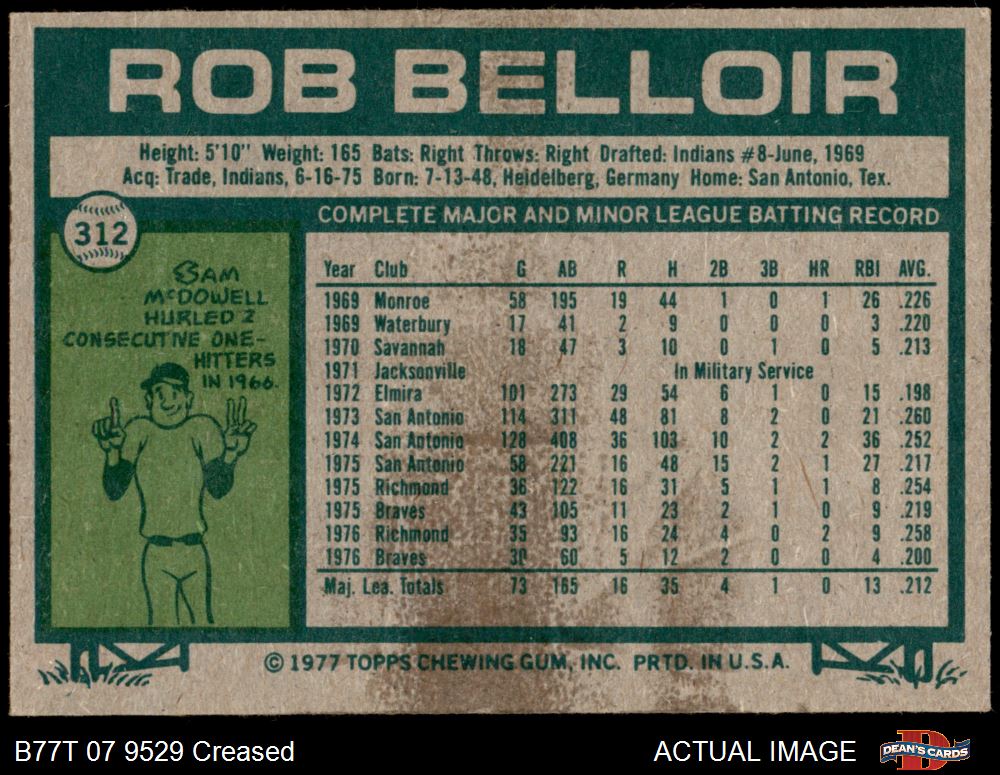 ROB BELLOIR
Height: 5'10" Weight: 165 Bats: Right Throws: Right Drafted: Indians #8-June, 1969
Acq: Trade, Indians, 6-16-75 Born: 7-13-48, Heidelberg, Germany Home: San Antonio, Tex.
312
COMPLETE MAJOR AND MINOR LEAGUE BATTING RECORD
SAM
McDOWELL
HURLED 2
CONSECUTIVE ONE-
HITTERS
IN 1966.
Year Club G AB R H 2B 3B HR RBI AVG.
1969 Monroe 58 195 19 44 1 0 1 26 .226
1969 Waterbury 17 41 2 9 0 0 0 3 .220
1970 Savannah 18 47 3 10 0 1 0 5 .213
1971 Jacksonville In Military Service
1972 Elmira 101 273 29 54 6 1 0 15 .198
1973 San Antonio 114 311 48 81 8 2 0 21 .260
1974 San Antonio 128 408 36 103 10 2 2 36 .252
1975 San Antonio 58 221 16 48 15 2 1 27 .217
1975 Richmond 36 122 16 31 5 1 1 8 .254
1975 Braves 43 105 11 23 2 1 0 9 .219
1976 Richmond 35 93 16 24 4 0 2 9 .258
1976 Braves 30 60 5 12 2 0 0 4 .200
Maj. Lea. Totals 73 165 16 35 4 1 0 13 .212
© 1977 TOPPS CHEWING GUM, INC. PRTD. IN U.S.A.
B77T 07 9529 Creased
ACTUAL IMAGE
DEAN'S CARDS